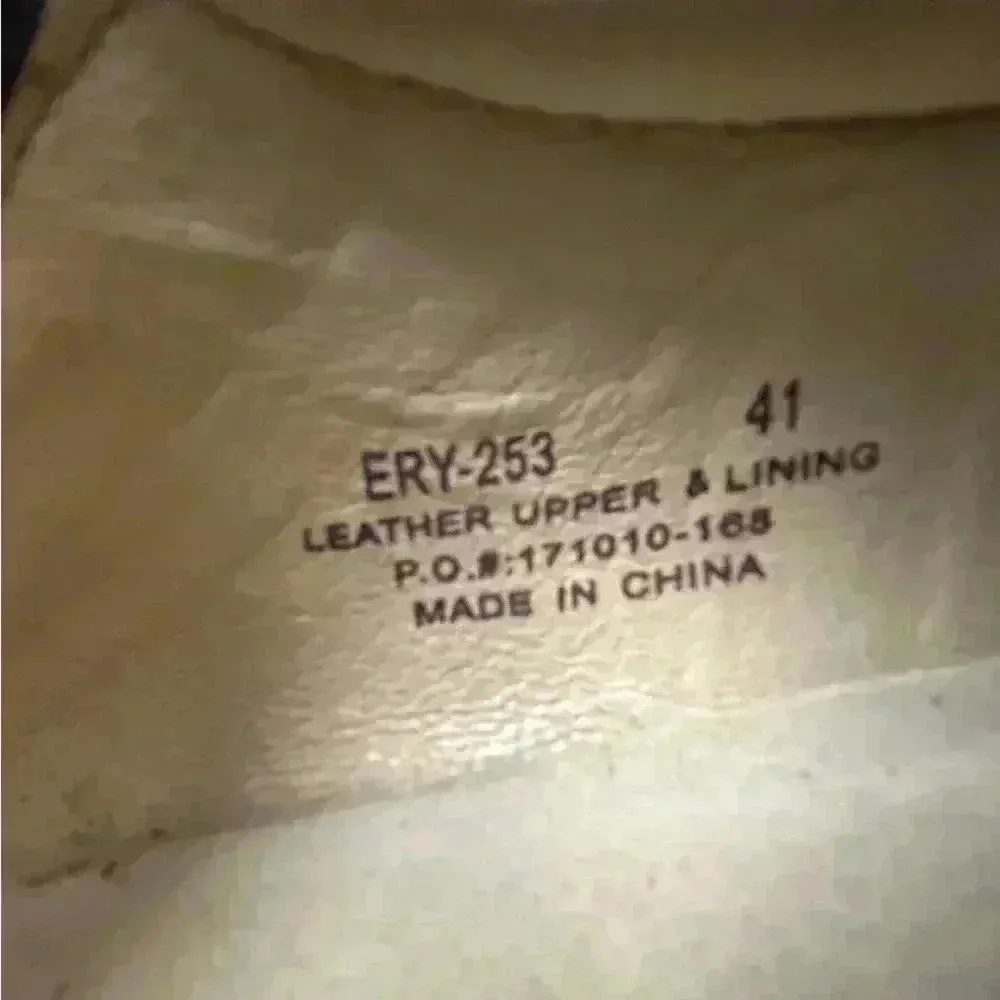 ERY-253 41
LEATHER UPPER & LINING
P.O.#:171010-168
MADE IN CHINA